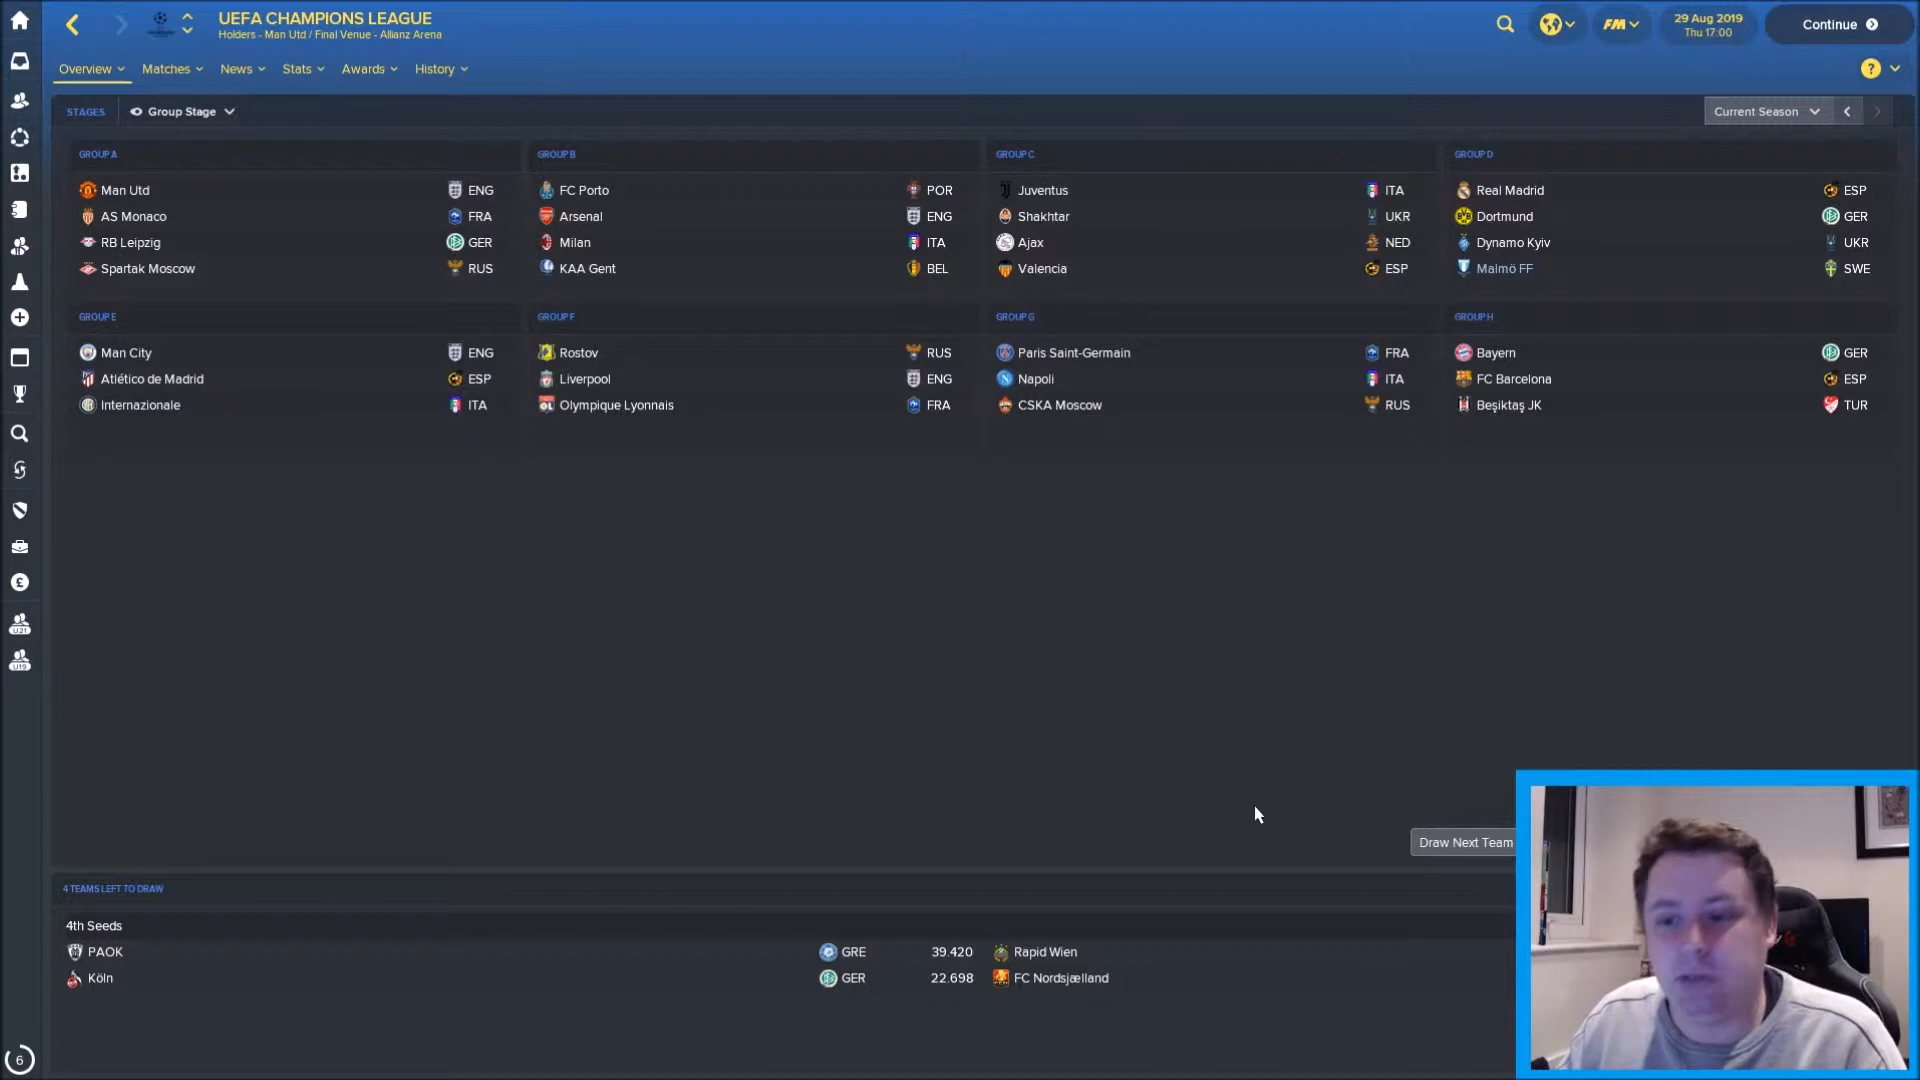 UEFA CHAMPIONS LEAGUE
Holders - Man Utd / Final Venue - Allianz Arena
FM
29 Aug 2019
Thu 17:00
Continue
Overview
Matches
News
Stats
Awards
History
?
STAGES
Group Stage
Current Season
GROUP A
Man Utd ENG
AS Monaco FRA
RB Leipzig GER
Spartak Moscow RUS
GROUP B
FC Porto POR
Arsenal ENG
Milan ITA
KAA Gent BEL
GROUP C
Juventus ITA
Shakhtar UKR
Ajax NED
Valencia ESP
GROUP D
Real Madrid ESP
Dortmund GER
Dynamo Kyiv UKR
Malmö FF SWE
GROUP E
Man City ENG
Atlético de Madrid ESP
Internazionale ITA
GROUP F
Rostov RUS
Liverpool ENG
Olympique Lyonnais FRA
GROUP G
Paris Saint-Germain FRA
Napoli ITA
CSKA Moscow RUS
GROUP H
Bayern GER
FC Barcelona ESP
Beşiktaş JK TUR
U21
U19
Draw Next Team
4 TEAMS LEFT TO DRAW
4th Seeds
PAOK GRE 39.420 Rapid Wien
Köln GER 22.698 FC Nordsjælland
6